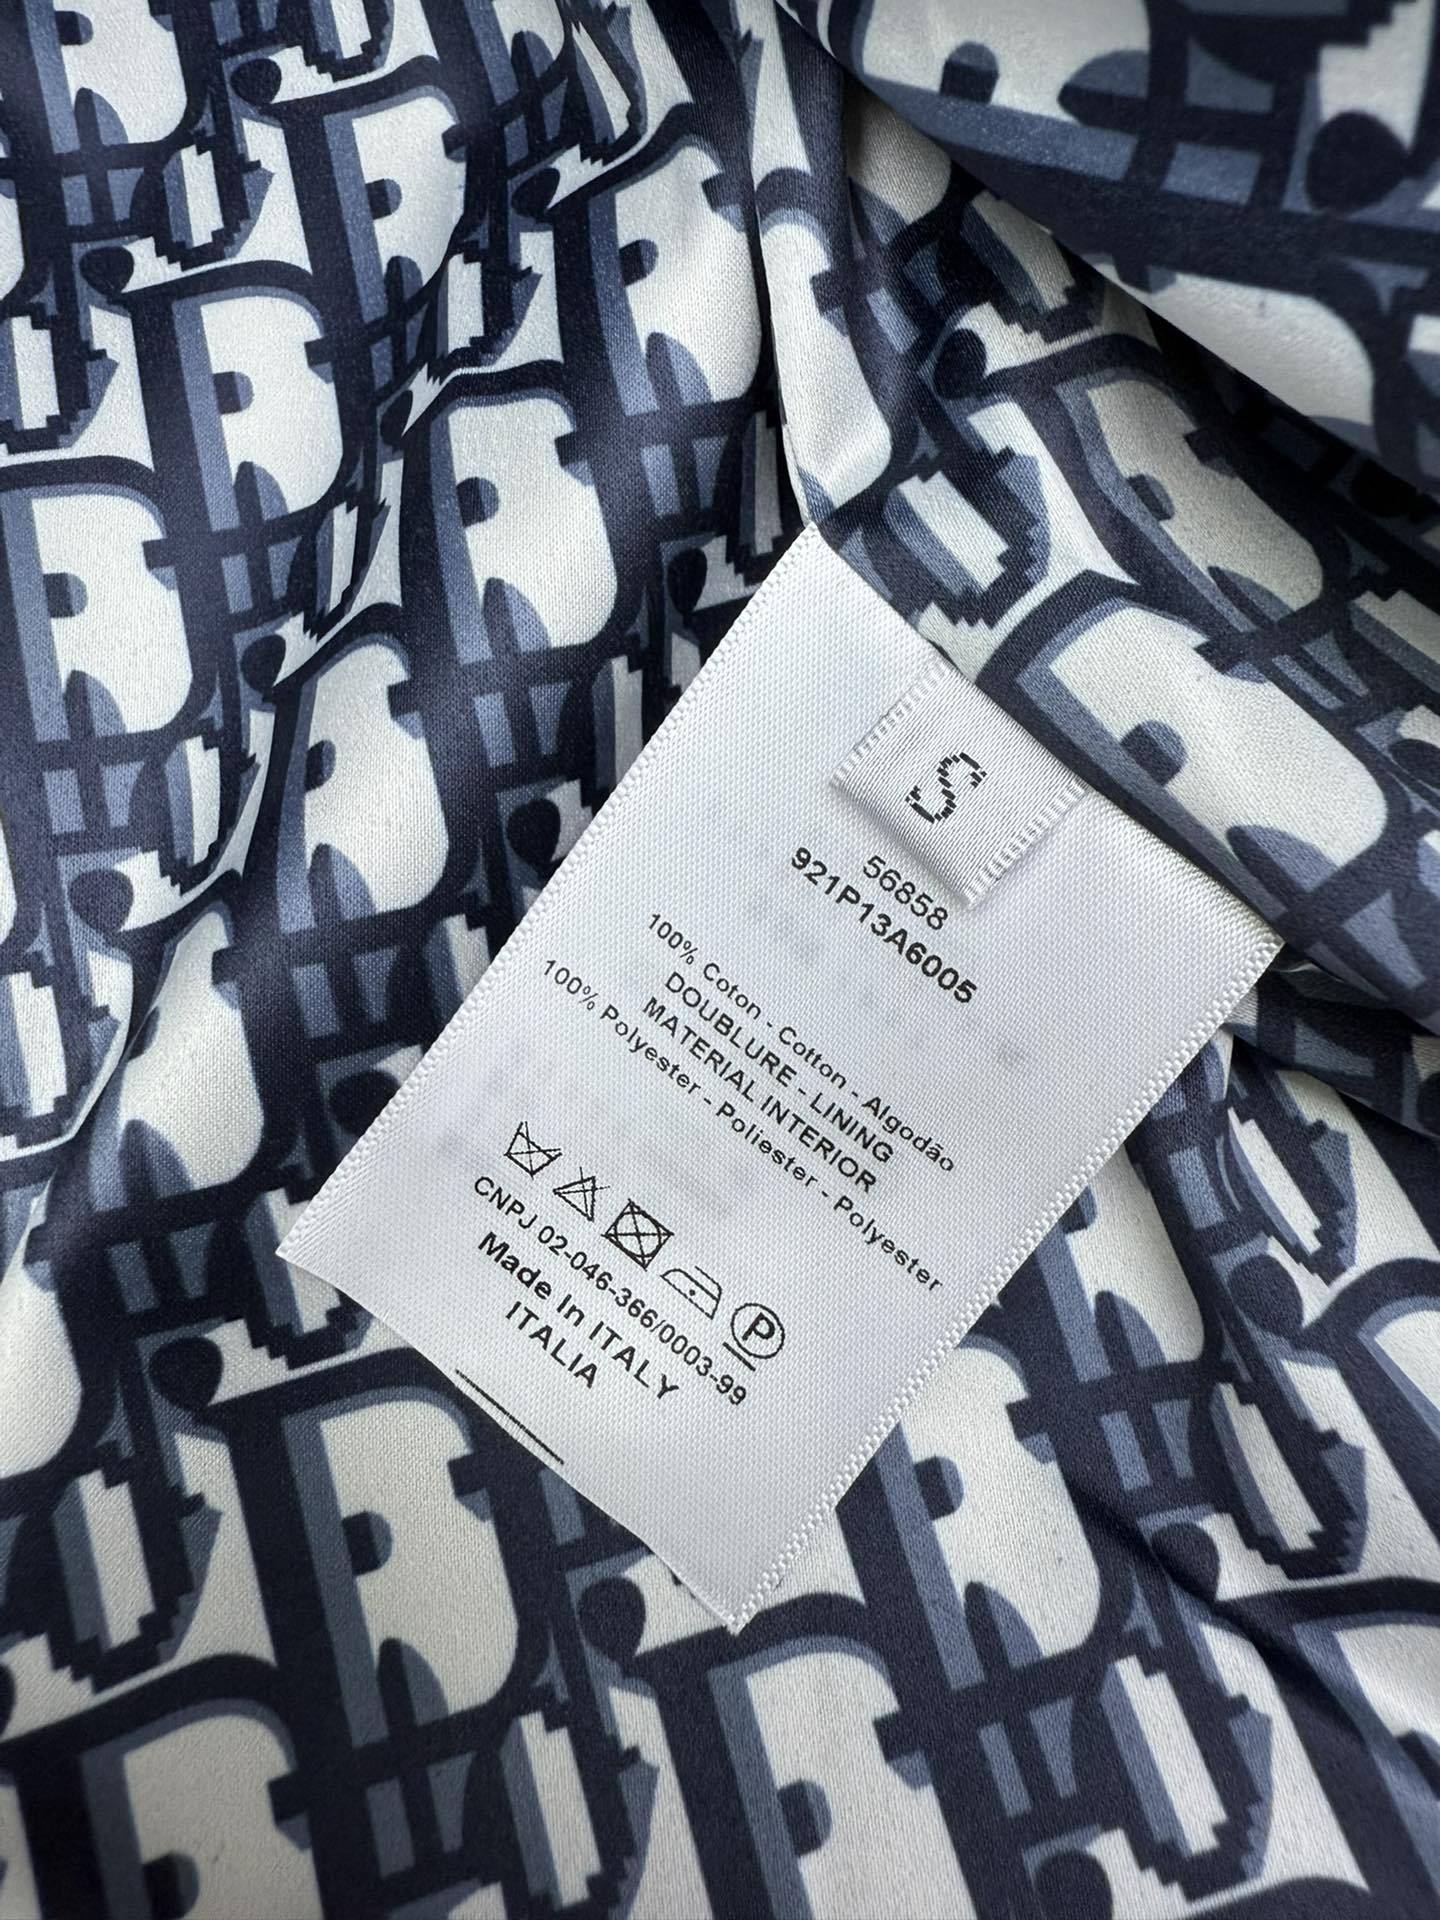 S
56858
921P13A6005
100% Coton - Cotton - Algodão
DOUBLURE - LINING
MATERIAL INTERIOR
100% Polyester - Poliester - Polyester
P
CNPJ 02-046-366/0003-99
Made In ITALY
ITALIA